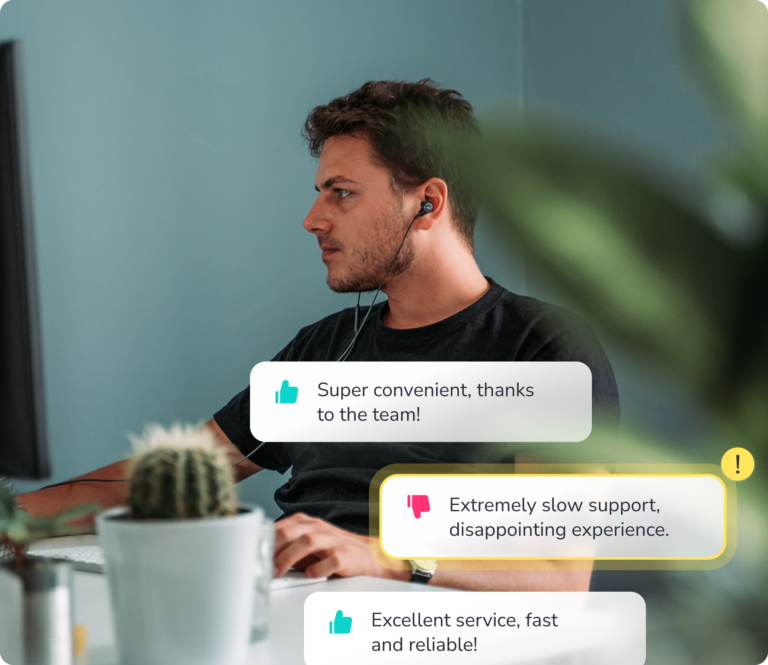 Super convenient, thanks
to the team!
!
Extremely slow support,
disappointing experience.
Excellent service, fast
and reliable!